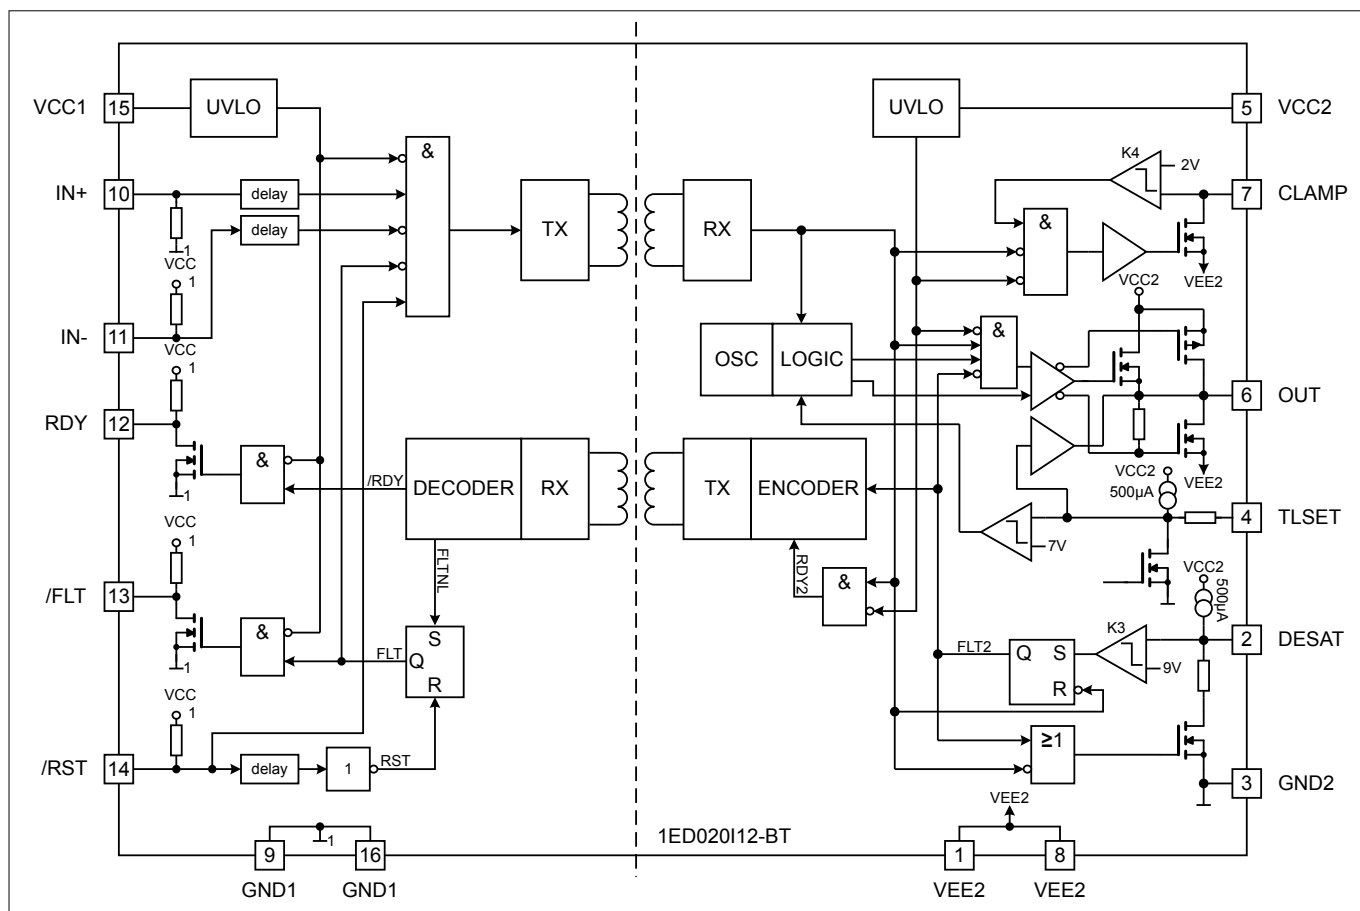 VCC1
15
UVLO
UVLO
5
VCC2
&
K4
2V
IN+
10
delay
7
CLAMP
delay
TX
RX
&
1
VCC
1
VEE2
VCC2
IN-
11
&
VCC
1
OSC
LOGIC
6
OUT
RDY
12
&
/RDY
DECODER
RX
TX
ENCODER
VCC2
500µA
VEE2
1
4
TLSET
7V
VCC
1
FLTNL
RDY2
&
VCC2
500µA
/FLT
13
&
S
Q
R
FLT
K3
2
DESAT
FLT2
Q
S
R
9V
1
VCC
1
≥1
/RST
14
delay
1
RST
3
GND2
VEE2
1
1ED020I12-BT
9
16
1
8
GND1
GND1
VEE2
VEE2